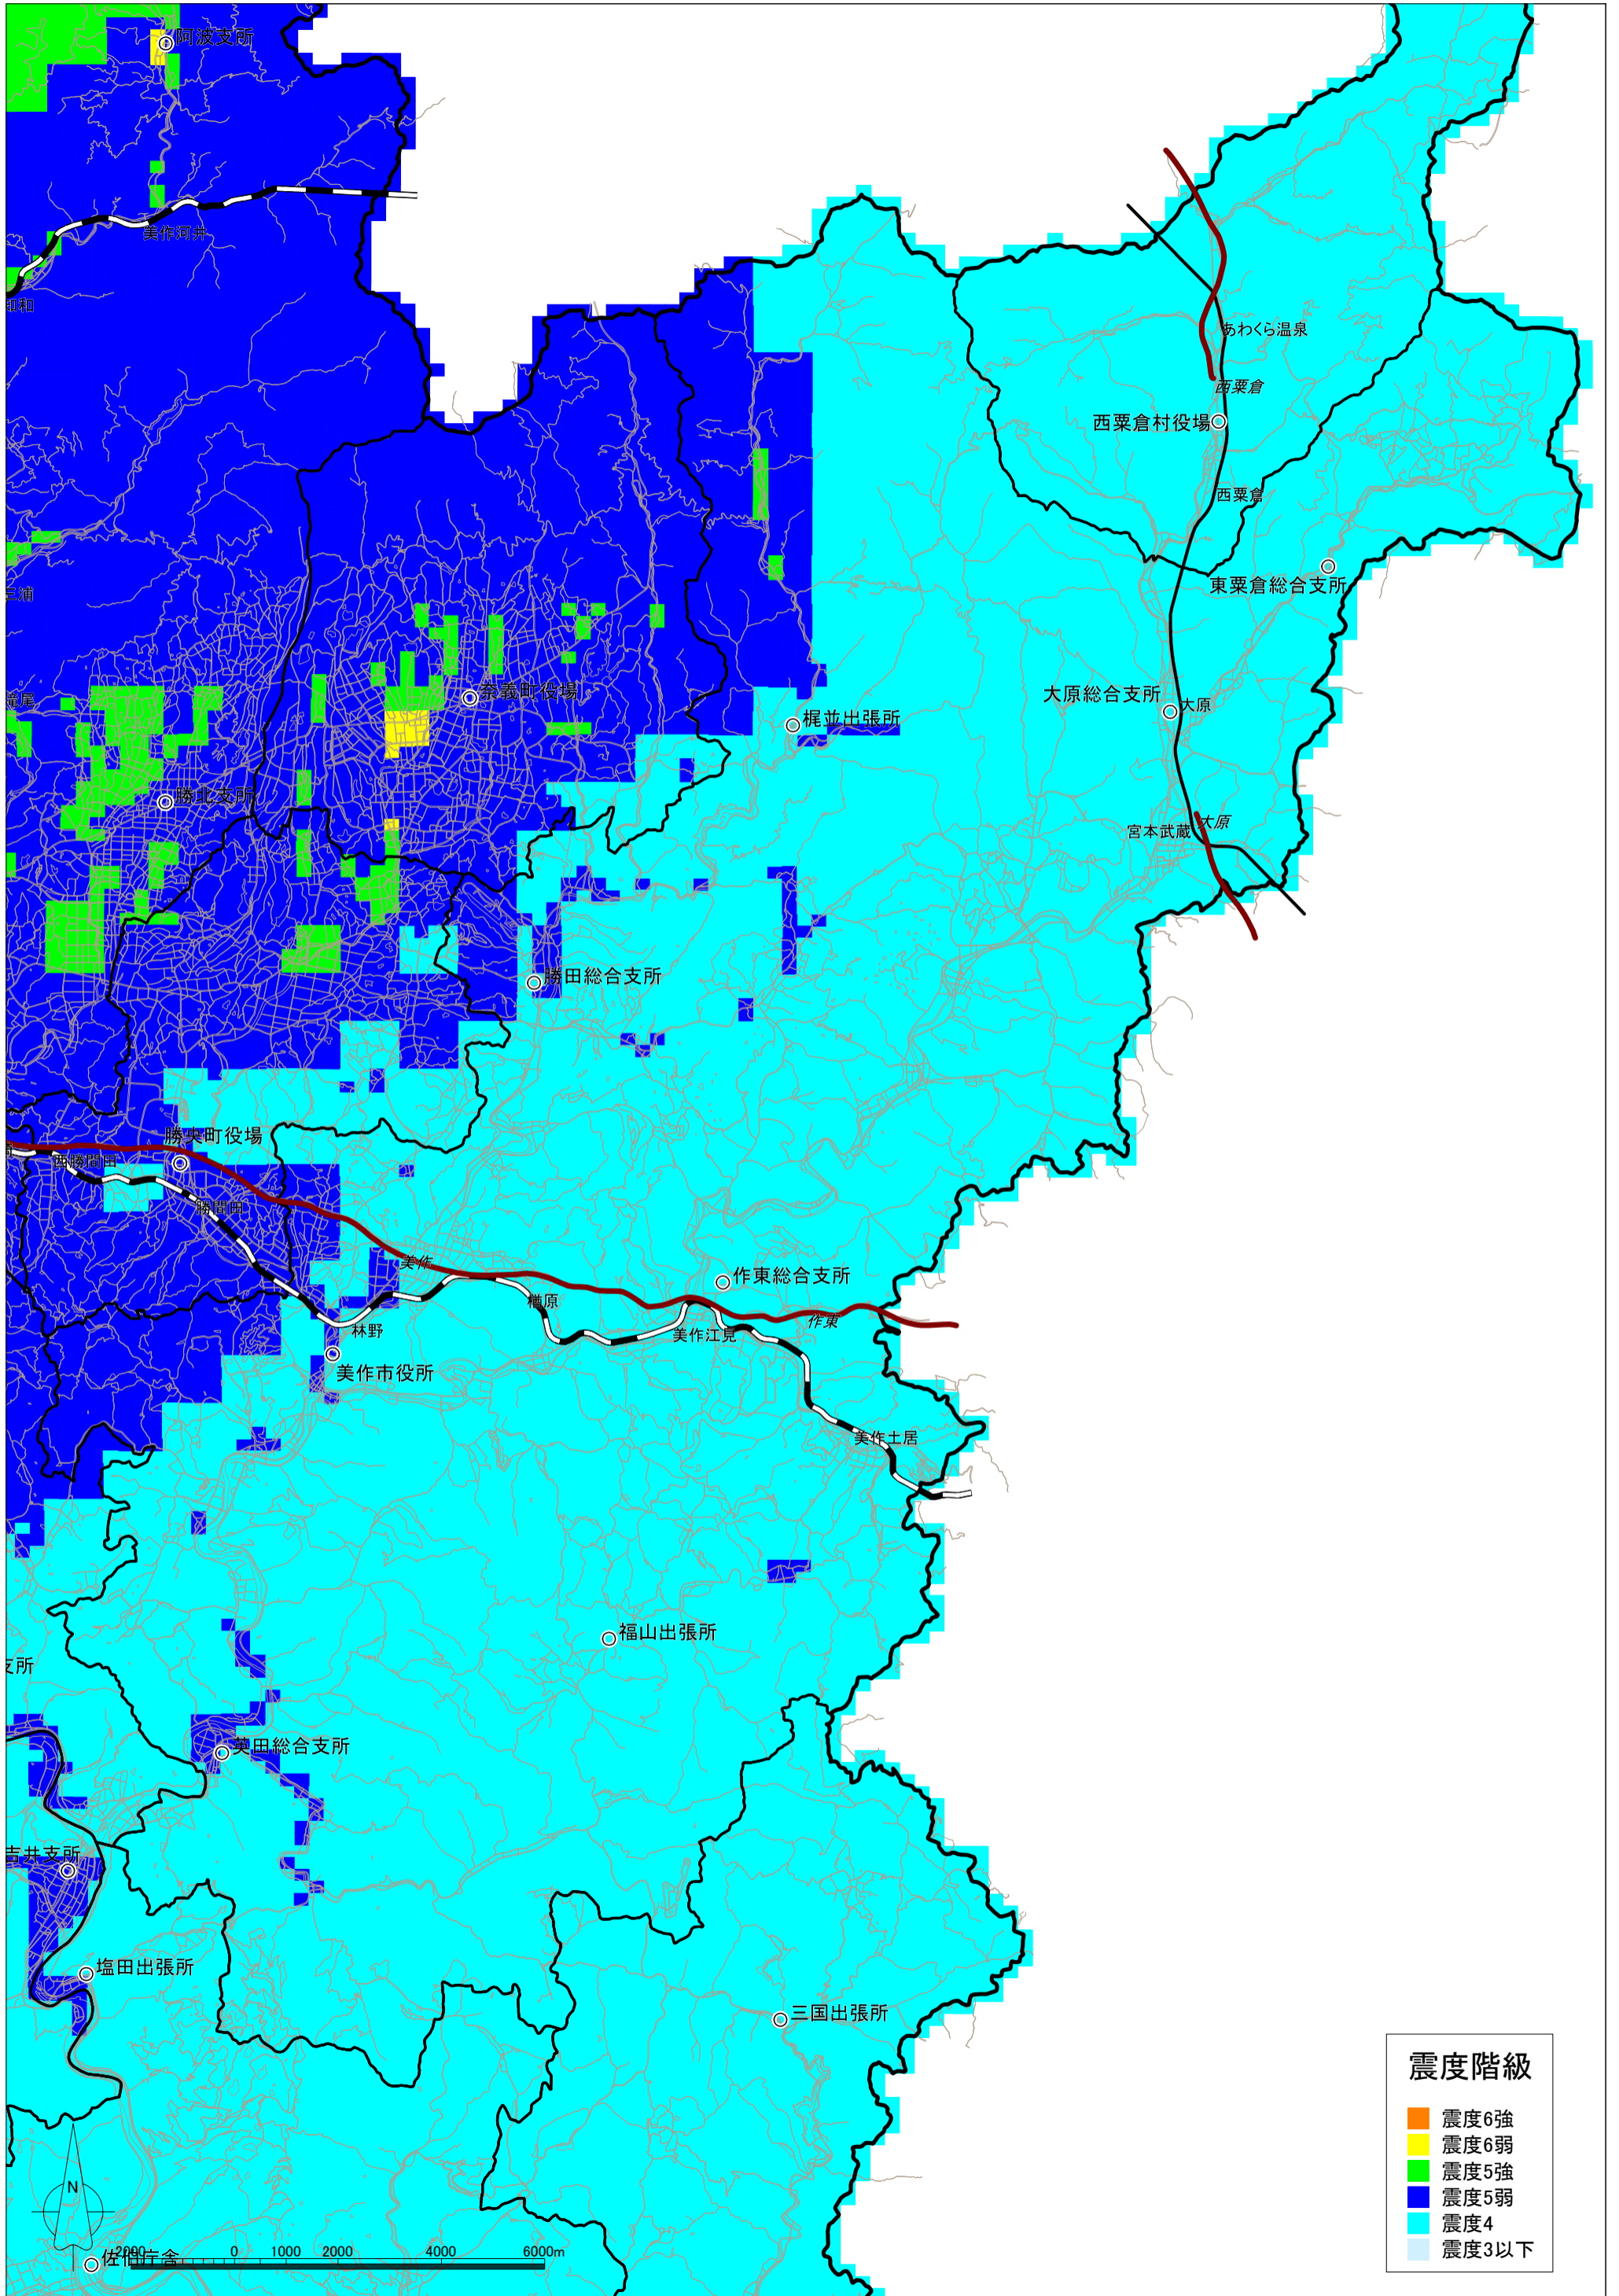 阿波支所
美作河井
知和
あわくら温泉
西粟倉
西粟倉村役場
西粟倉
東粟倉総合支所
三浦
滝尾
奈義町役場
梶並出張所
大原総合支所
大原
勝北支所
宮本武蔵
大原
勝田総合支所
勝央町役場
西勝間田
勝間田
美作
作東総合支所
楢原
林野
美作江見
作東
美作市役所
美作土居
福山出張所
支所
英田総合支所
吉井支所
塩田出張所
三国出張所
震度階級
震度6強
震度6弱
震度5強
震度5弱
震度4
震度3以下
N
佐伯庁舎
2000 0 1000 2000 4000 6000m